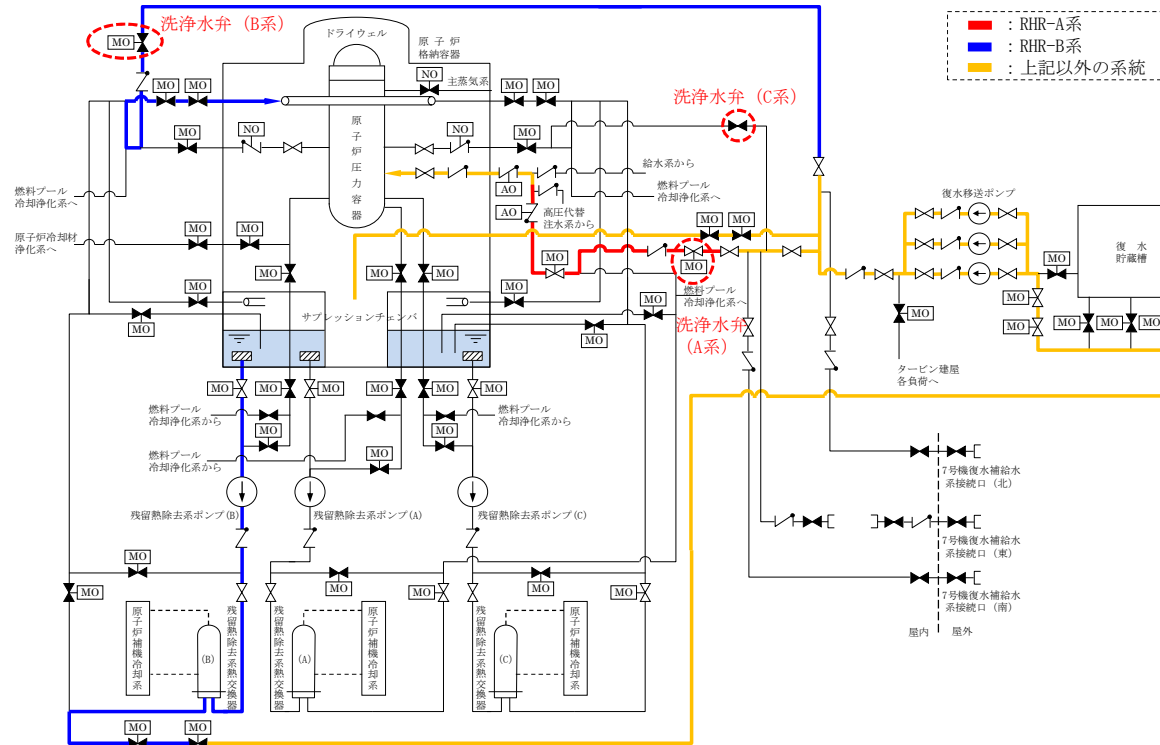 洗浄水弁（B系）
MO
ドライウェル
原子炉
格納容器
NO
主蒸気系
MO
MO
MO
MO
: RHR-A系
: RHR-B系
: 上記以外の系統
洗浄水弁（C系）
MO
NO
NO
MO
原子炉圧力容器
給水系から
AO
燃料プール
冷却浄化系へ
高圧代替
注水系から
AO
燃料プール
冷却浄化系へ
原子炉冷却材
浄化系へ
MO
MO
MO
MO
MO
MO
MO
MO
燃料プール
冷却浄化系へ
洗浄水弁
（A系）
復水移送ポンプ
MO
復水
貯蔵槽
MO
MO
MO
MO
MO
MO
タービン建屋
各負荷へ
MO
MO
MO
MO
MO
サプレッションチェンバ
MO
MO
MO
MO
MO
MO
燃料プール
冷却浄化系から
燃料プール
冷却浄化系から
MO
MO
燃料プール
冷却浄化系から
MO
残留熱除去系ポンプ(B)
残留熱除去系ポンプ(A)
残留熱除去系ポンプ(C)
7号機復水補給水
系接続口（北）
7号機復水補給水
系接続口（東）
7号機復水補給水
系接続口（南）
屋内
屋外
MO
MO
MO
MO
MO
MO
原子炉補機冷却系
(B)
残留熱除去系熱交換器
残留熱除去系熱交換器
(A)
原子炉補機冷却系
残留熱除去系熱交換器
(C)
原子炉補機冷却系
MO
MO